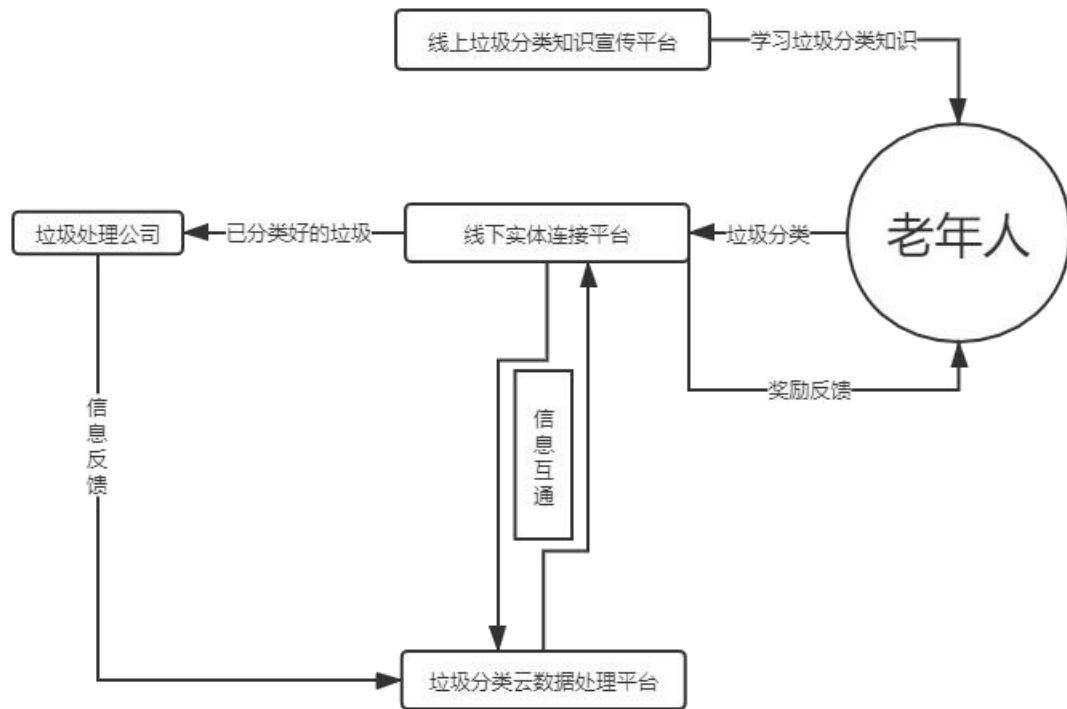 线上垃圾分类知识宣传平台
学习垃圾分类知识
垃圾处理公司
已分类好的垃圾
线下实体连接平台
垃圾分类
老年人
奖励反馈
信息反馈
信息互通
垃圾分类云数据处理平台